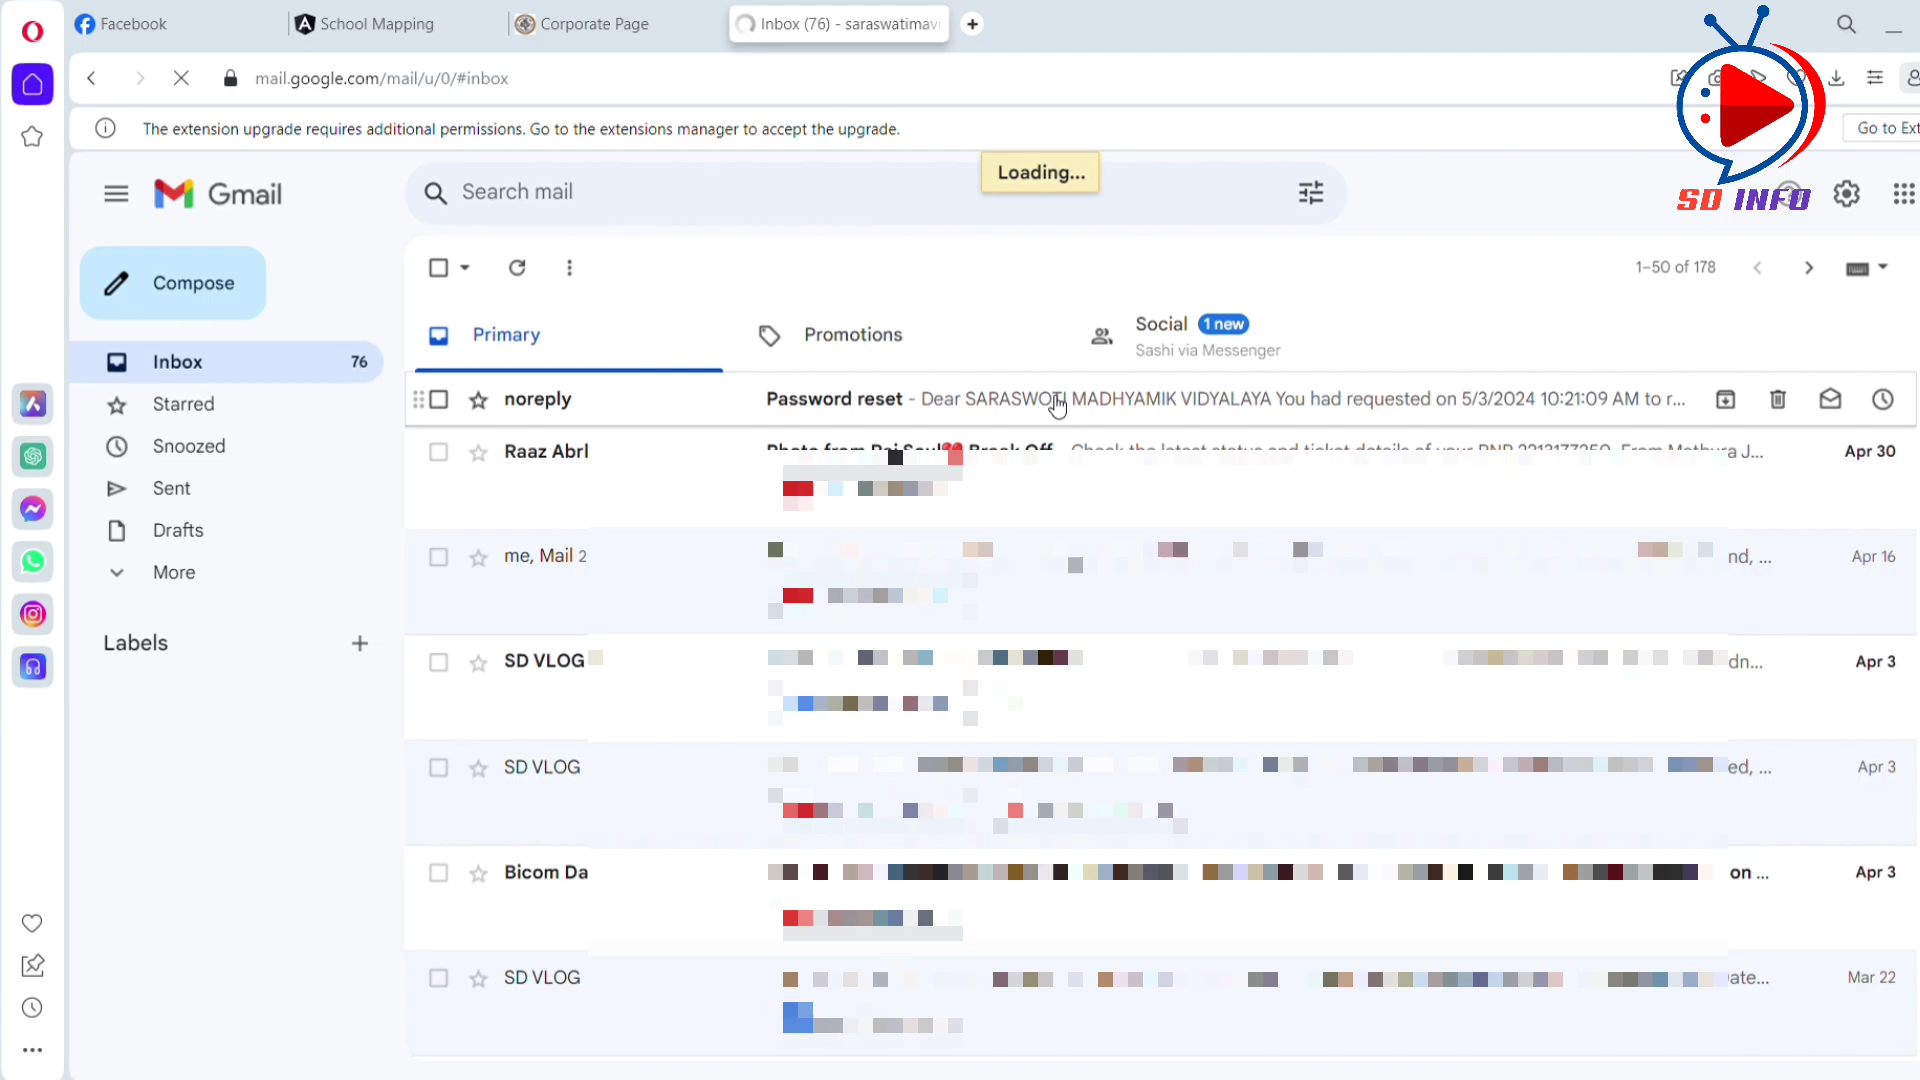 Facebook
School Mapping
Corporate Page
Inbox (76) - saraswatimavi
mail.google.com/mail/u/0/#inbox
The extension upgrade requires additional permissions. Go to the extensions manager to accept the upgrade.
Go to Ext
SD INFO
Gmail
Search mail
Loading...
Compose
1–50 of 178
Primary
Promotions
Social 1 new
Sashi via Messenger
Inbox 76
Starred
Snoozed
Sent
Drafts
More
Labels
noreply Password reset - Dear SARASWOTI MADHYAMIK VIDYALAYA You had requested on 5/3/2024 10:21:09 AM to r...
Raaz Abrl J... Apr 30
me, Mail 2 nd, ... Apr 16
SD VLOG dn... Apr 3
SD VLOG ed, ... Apr 3
Bicom Da on ... Apr 3
SD VLOG ate... Mar 22